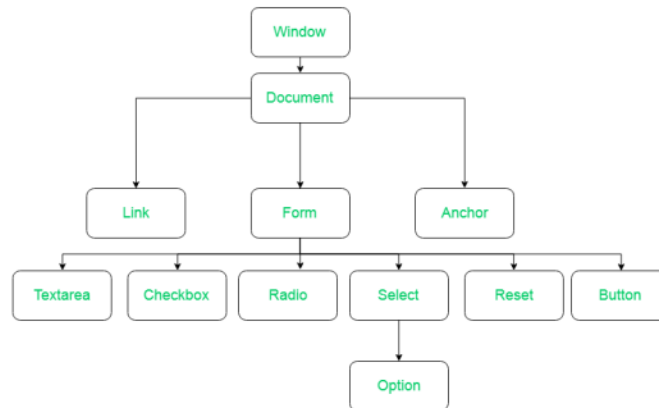 Window
Document
Link
Form
Anchor
Textarea
Checkbox
Radio
Select
Reset
Button
Option